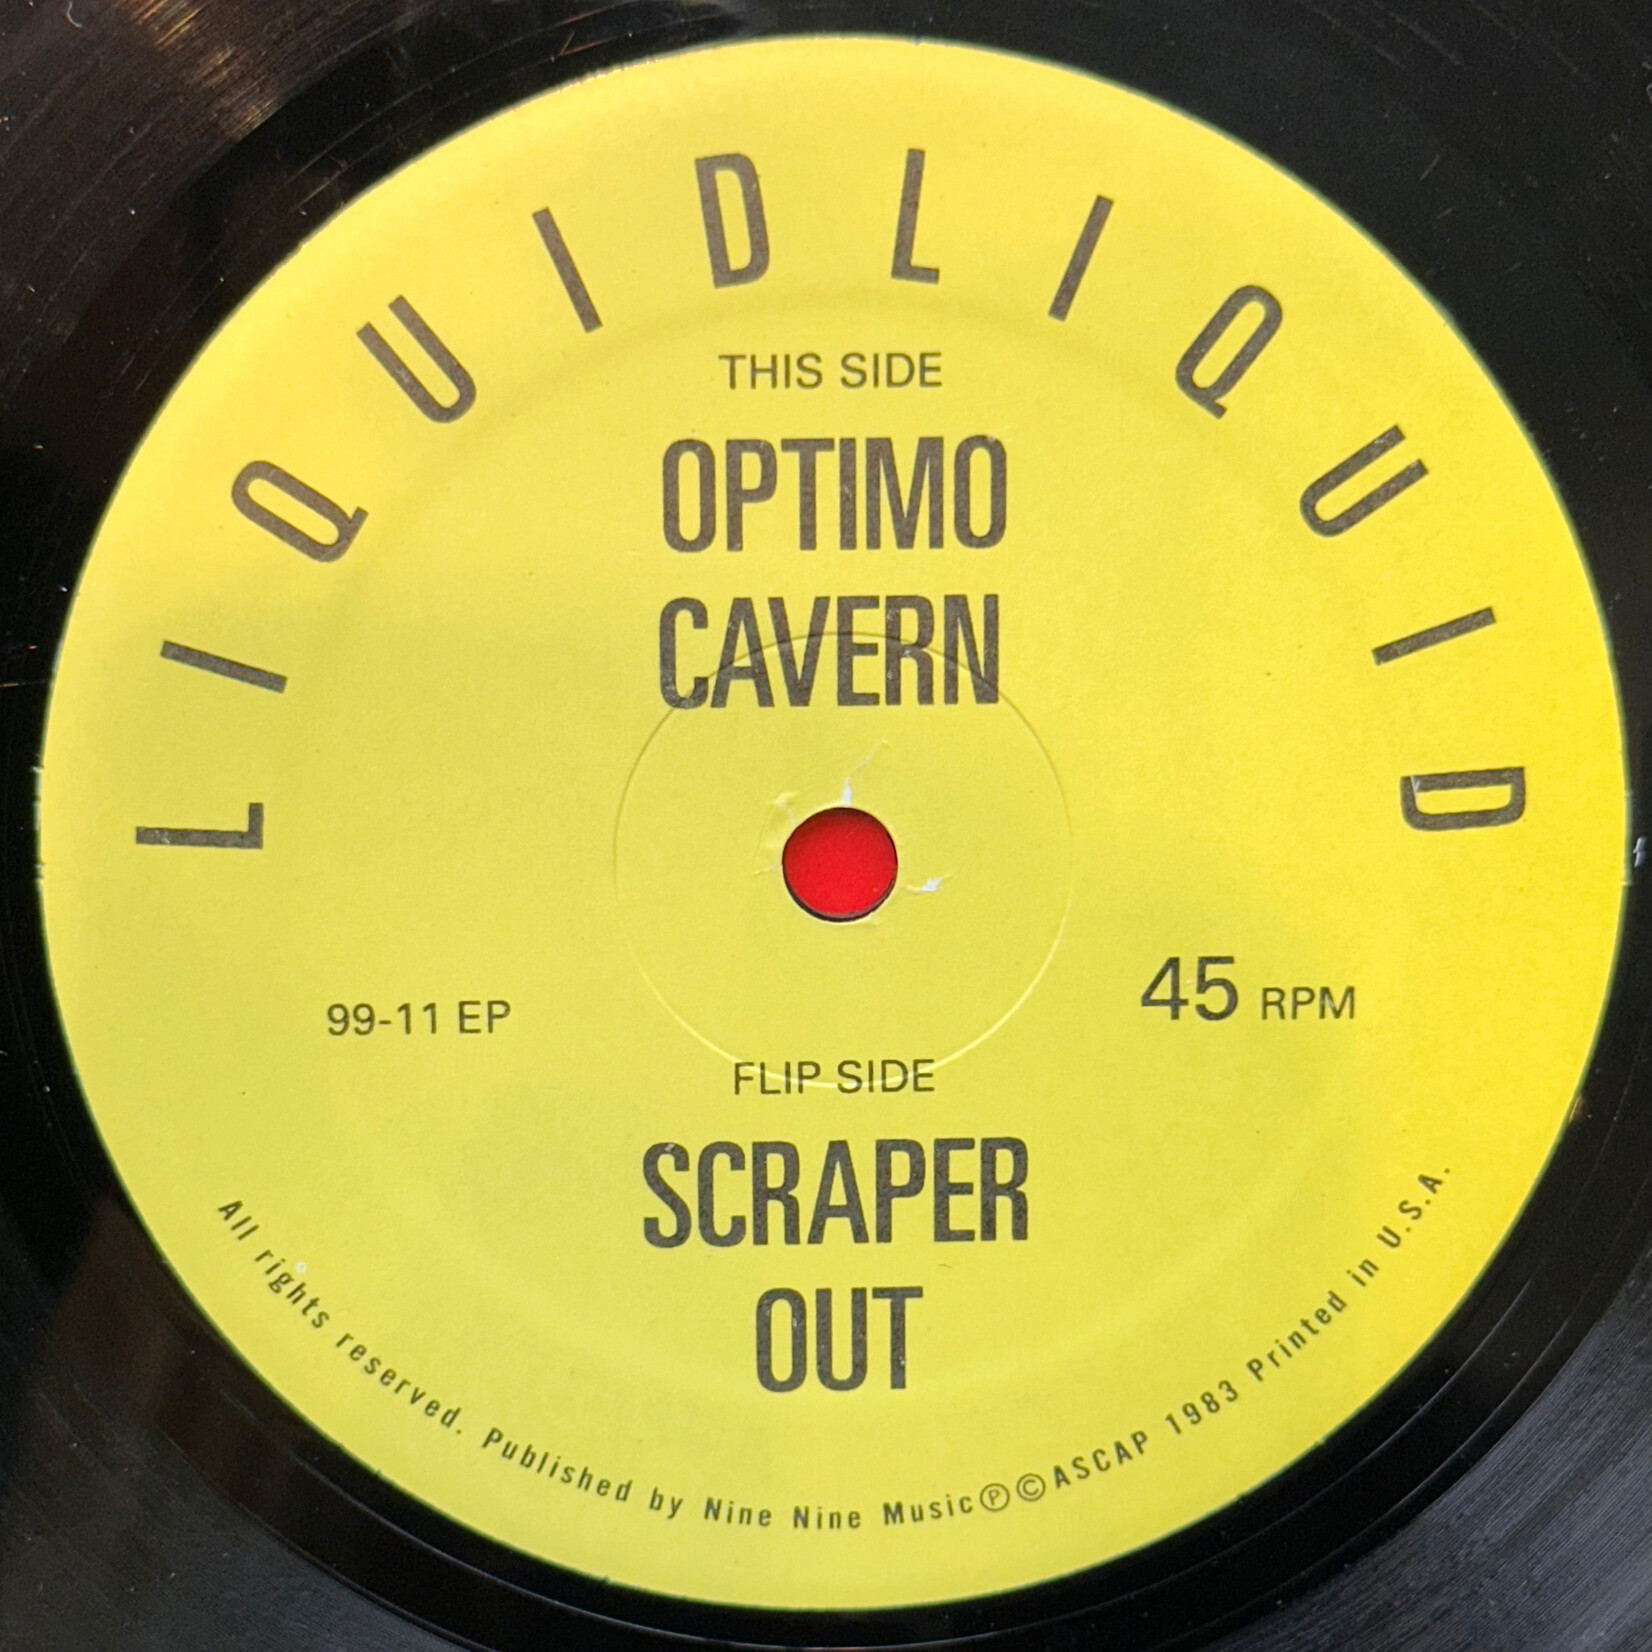 LIQUIDLIQUID
THIS SIDE
OPTIMO
CAVERN
99-11 EP
45 RPM
FLIP SIDE
SCRAPER
OUT
All rights reserved. Published by Nine Nine Music ℗ © ASCAP 1983 Printed in U.S.A.